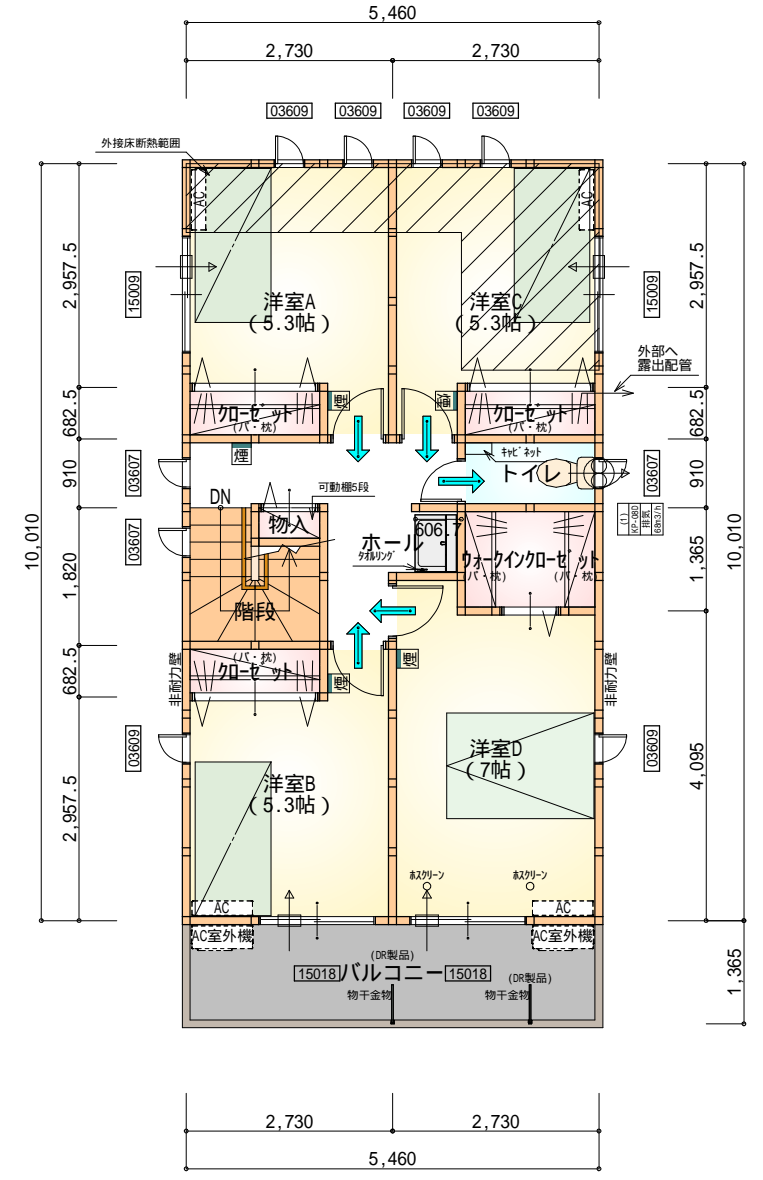 5,460
2,730
2,730
03609
03609
03609
03609
外接床断熱範囲
AC
AC
2,957.5
2,957.5
15009
15009
洋室A
(5.3帖)
洋室C
(5.3帖)
外部へ
露出配管
682.5
682.5
クローゼット
(パ・枕)
煙
煙
クローゼット
(パ・枕)
910
910
03607
03607
煙
キャビネット
トイレ
DN
可動棚5段
物入
606.7
ホール
タオルリング
ウォークインクローゼット
(パ・枕)
(パ・枕)
(1)
KP-08D
排気
68m3/h
10,010
10,010
03607
1,820
1,365
階段
682.5
非耐力壁
非耐力壁
(パ・枕)
クローゼット
煙
煙
03609
03609
洋室D
(7帖)
4,095
洋室B
(5.3帖)
2,957.5
ホスクリーン
ホスクリーン
AC
AC
AC室外機
AC室外機
(DR製品)
15018
バルコニー
15018
(DR製品)
物干金物
物干金物
1,365
2,730
2,730
5,460